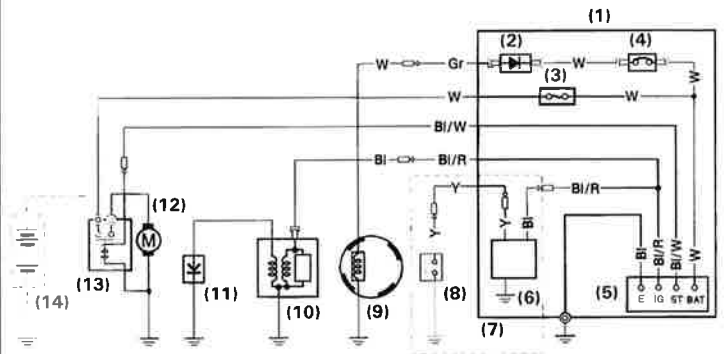 (1)
(2)
(4)
W
Gr
W
(3)
W
W
W
Bl/W
Bl
Bl/R
Y
Bl/R
(12)
Y
Y
Bl
M
Bl
Bl/R
Bl/W
W
K
(5)
E IG ST BAT
(14)
(13)
(11)
(10)
(9)
(8)
(6)
(7)